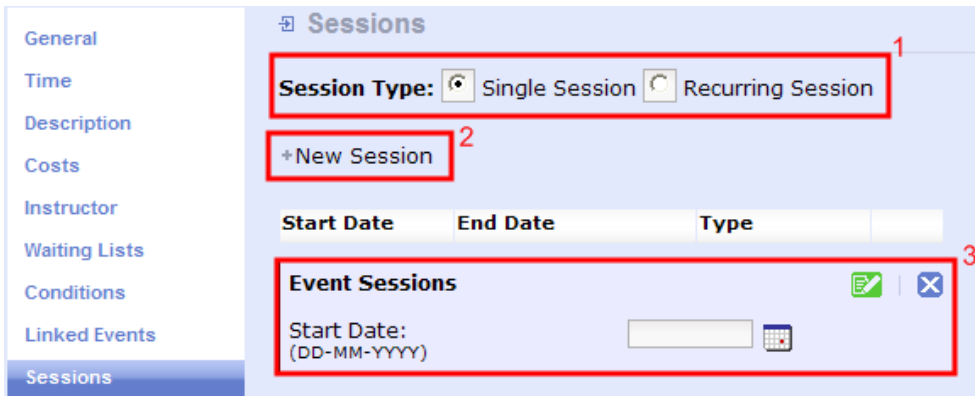 General
Time
Description
Costs
Instructor
Waiting Lists
Conditions
Linked Events
Sessions
Sessions
1
Session Type: Single Session Recurring Session
2
+New Session
Start Date End Date Type
3
Event Sessions
Start Date:
(DD-MM-YYYY)